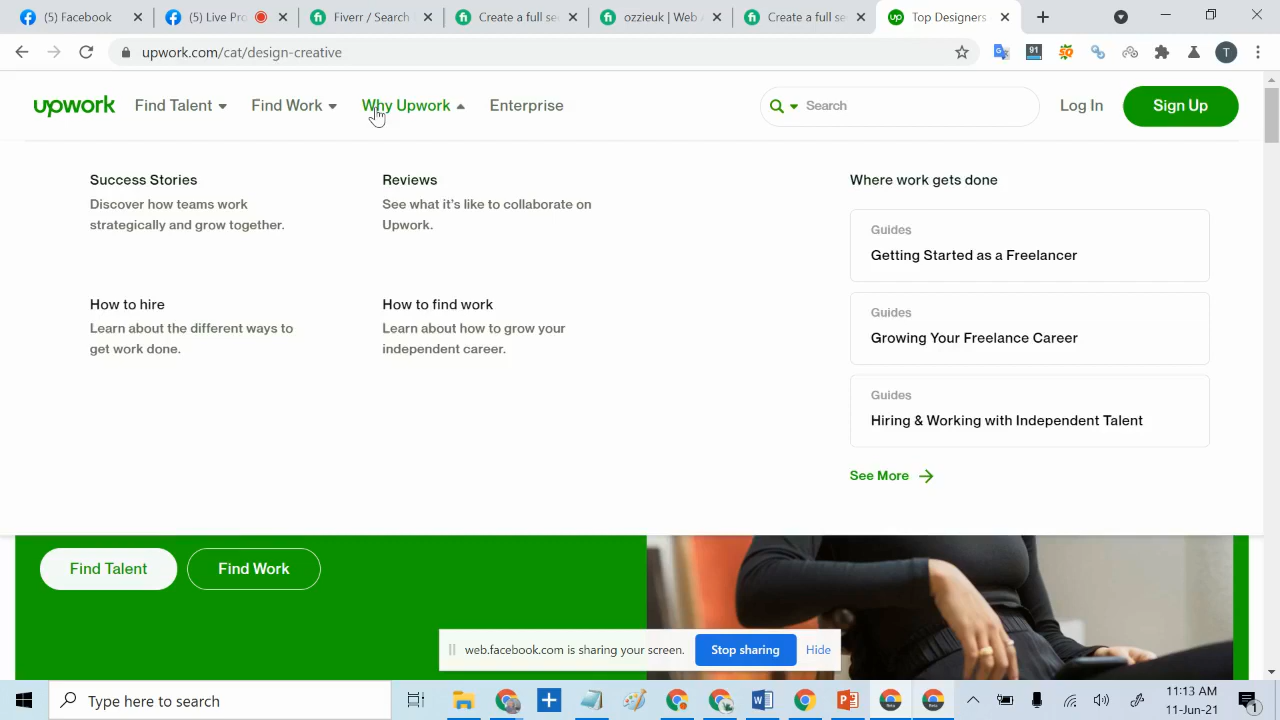 (5) Facebook
(5) Live Pro
Fiverr / Search
Create a full se
ozzieuk | Web
Create a full se
Top Designers
upwork.com/cat/design-creative
91
T
upwork
Find Talent
Find Work
Why Upwork
Enterprise
Search
Log In
Sign Up
Success Stories
Discover how teams work
strategically and grow together.
Reviews
See what it's like to collaborate on
Upwork.
How to hire
Learn about the different ways to
get work done.
How to find work
Learn about how to grow your
independent career.
Where work gets done
Guides
Getting Started as a Freelancer
Guides
Growing Your Freelance Career
Guides
Hiring & Working with Independent Talent
See More
Find Talent
Find Work
web.facebook.com is sharing your screen.
Stop sharing
Hide
Type here to search
11:13 AM
11-Jun-21
1